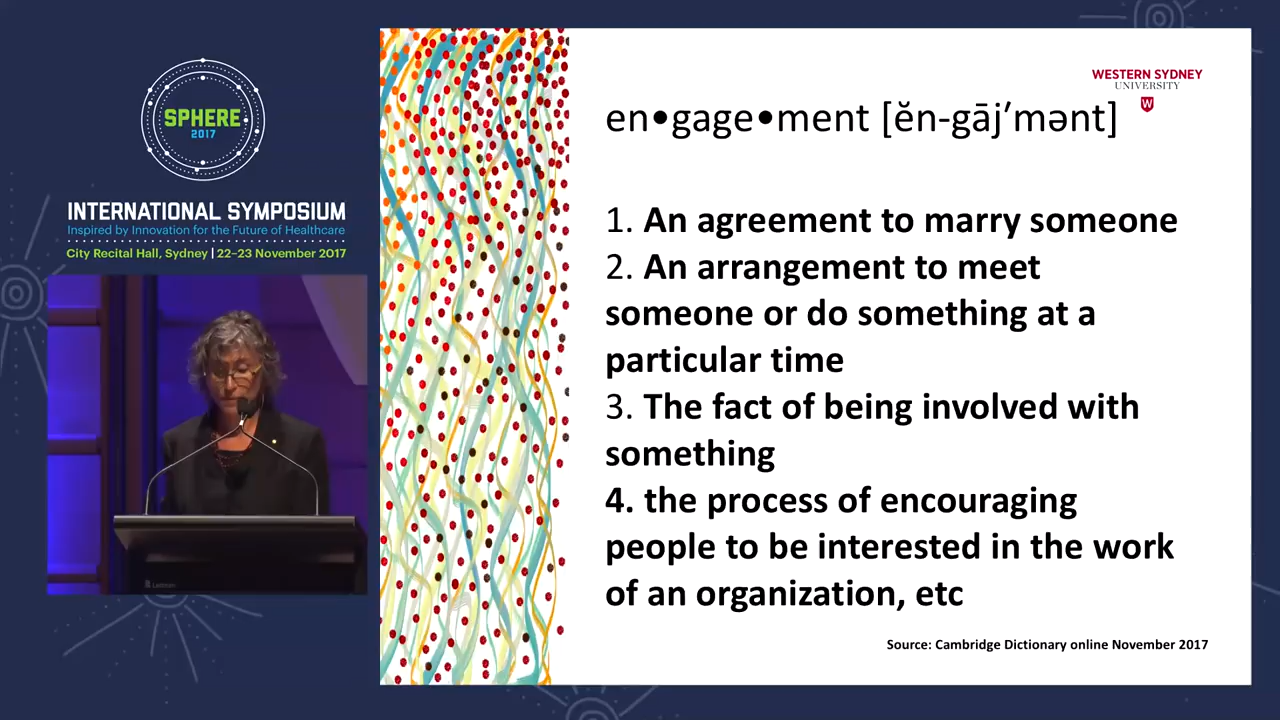 SPHERE
2017
INTERNATIONAL SYMPOSIUM
Inspired by Innovation for the Future of Healthcare
City Recital Hall, Sydney | 22–23 November 2017
WESTERN SYDNEY
UNIVERSITY
W
en•gage•ment [ĕn-gāj′mənt]
1. An agreement to marry someone
2. An arrangement to meet
someone or do something at a
particular time
3. The fact of being involved with
something
4. the process of encouraging
people to be interested in the work
of an organization, etc
Source: Cambridge Dictionary online November 2017